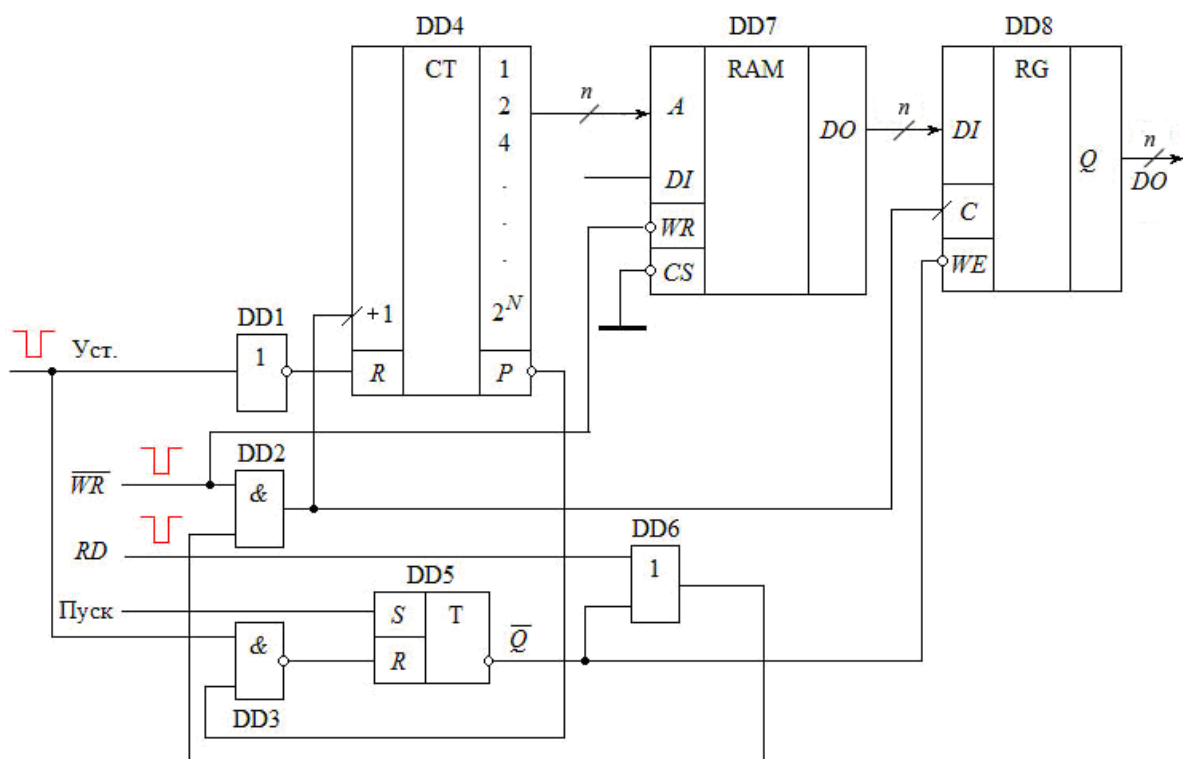 DD4
DD7
DD8
CT
1
2
4
.
.
.
2^N
n
RAM
A
DI
DO
WR
CS
n
RG
DI
Q
C
WE
n
DO
+1
R
P
Уст.
DD1
1
WR
DD2
&
RD
DD6
1
Пуск
DD5
S
T
R
Q
&
DD3